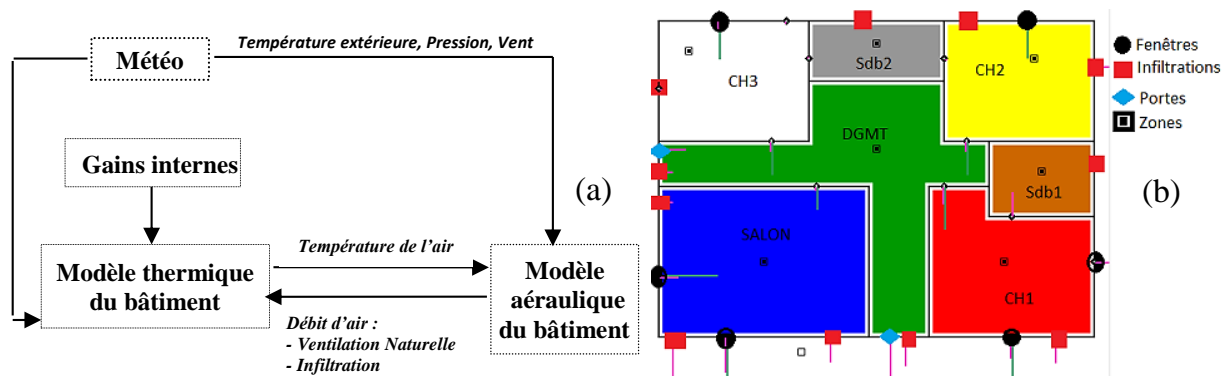 Température extérieure, Pression, Vent
Météo
Gains internes
Modèle thermique
du bâtiment
Température de l'air
Modèle
aéraulique
du bâtiment
Débit d'air :
- Ventilation Naturelle
- Infiltration
(a)
CH3
Sdb2
CH2
DGMT
Sdb1
SALON
CH1
Fenêtres
Infiltrations
Portes
Zones
(b)